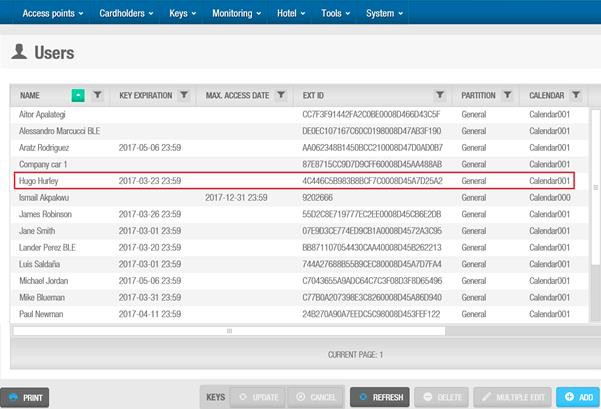 Access points Cardholders Keys Monitoring Hotel Tools System
Users
NAME KEY EXPIRATION MAX. ACCESS DATE EXT ID PARTITION CALENDAR
Aitor Apalategi CC7F3F91442FA2C0BE0008D466D43C5F General Calendar001
Alessandro Marcucci BLE DE0EC107167C60C0198008D47AB3F190 General Calendar001
Aratz Rodriguez 2017-05-06 23:59 AA062348B1450BCC210008D47D0AD0B7 General Calendar001
Company car 1 87E8715CC9D7D9CFF60008D45AA488AB General Calendar001
Hugo Hurley 2017-03-23 23:59 4C446C5B983B8BCF7C0008D45A7D25A2 General Calendar001
Ismail Akpakwu 2017-12-31 23:59 9202666 General Calendar000
James Robinson 2017-03-26 23:59 55D2C8E719777EC2EE0008D45CB6E2DB General Calendar001
Jane Smith 2017-03-01 23:59 07E9D3CE774ED9CB1A0008D4572A3C95 General Calendar001
Lander Perez BLE 2017-03-30 23:59 BB871107054430CAA40008D45B262213 General Calendar001
Luis Saldaña 2017-03-31 23:59 744A27688B55B9CEC80008D45A7D7FA4 General Calendar001
Michael Jordan 2017-05-06 23:59 C7043655A9ADC64C7C3F08D3F8D65496 General Calendar001
Mike Blueman 2017-03-31 23:59 C77B0A207398E3C8260008D45A86D940 General Calendar001
Paul Newman 2017-04-11 23:59 24B270A90A7EEDC5C98008D453FEF122 General Calendar001
CURRENT PAGE: 1
PRINT KEYS UPDATE CANCEL REFRESH DELETE MULTIPLE EDIT ADD